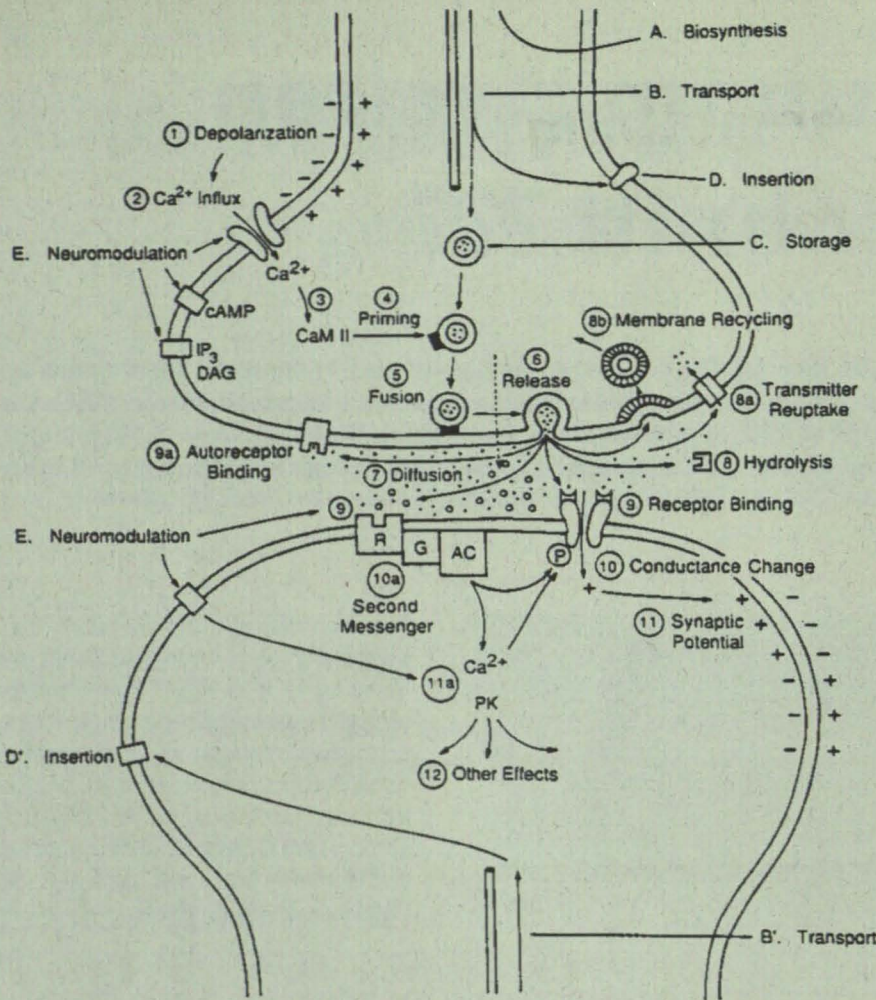 A. Biosynthesis
B. Transport
① Depolarization
D. Insertion
② Ca²⁺ Influx
C. Storage
E. Neuromodulation
Ca²⁺
cAMP
③
④
Priming
CaM II
8b Membrane Recycling
IP₃
DAG
⑤
Fusion
⑥
Release
8a Transmitter
Reuptake
9a Autoreceptor
Binding
⑦ Diffusion
⑧ Hydrolysis
⑨
⑨ Receptor Binding
E. Neuromodulation
R
G
AC
P
10a
Second
Messenger
⑩ Conductance Change
⑪ Synaptic
Potential
11a
Ca²⁺
PK
D'. Insertion
⑫ Other Effects
B'. Transport